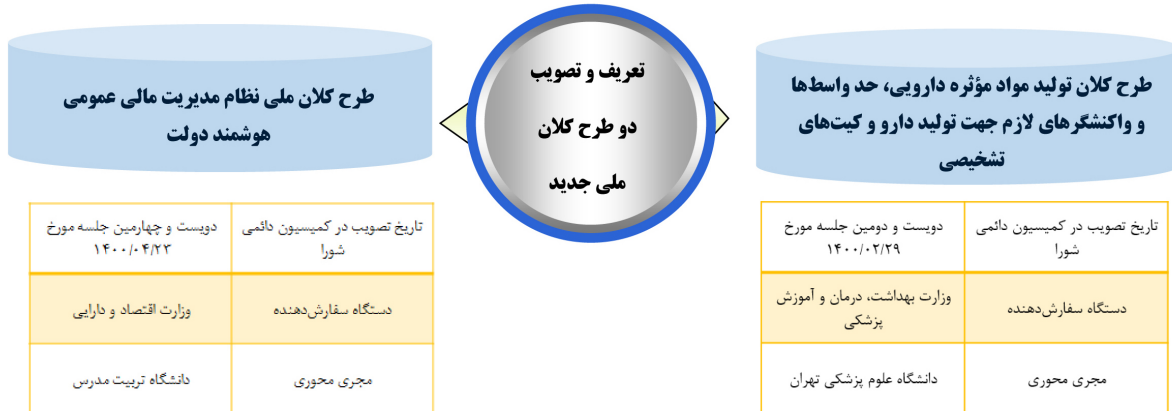 تعریف و تصویب
دو طرح کلان
ملی جدید
طرح کلان تولید مواد مؤثره دارویی، حد واسط‌ها
و واکنشگرهای لازم جهت تولید دارو و کیت‌های
تشخیصی
تاریخ تصویب در کمیسیون دائمی
شورا
دویست و دومین جلسه مورخ
۱۴۰۰/۰۲/۲۹
دستگاه سفارش‌دهنده
وزارت بهداشت، درمان و آموزش
پزشکی
مجری محوری
دانشگاه علوم پزشکی تهران
طرح کلان ملی نظام مدیریت مالی عمومی
هوشمند دولت
تاریخ تصویب در کمیسیون دائمی
شورا
دویست و چهارمین جلسه مورخ
۱۴۰۰/۰۴/۲۳
دستگاه سفارش‌دهنده
وزارت اقتصاد و دارایی
مجری محوری
دانشگاه تربیت مدرس